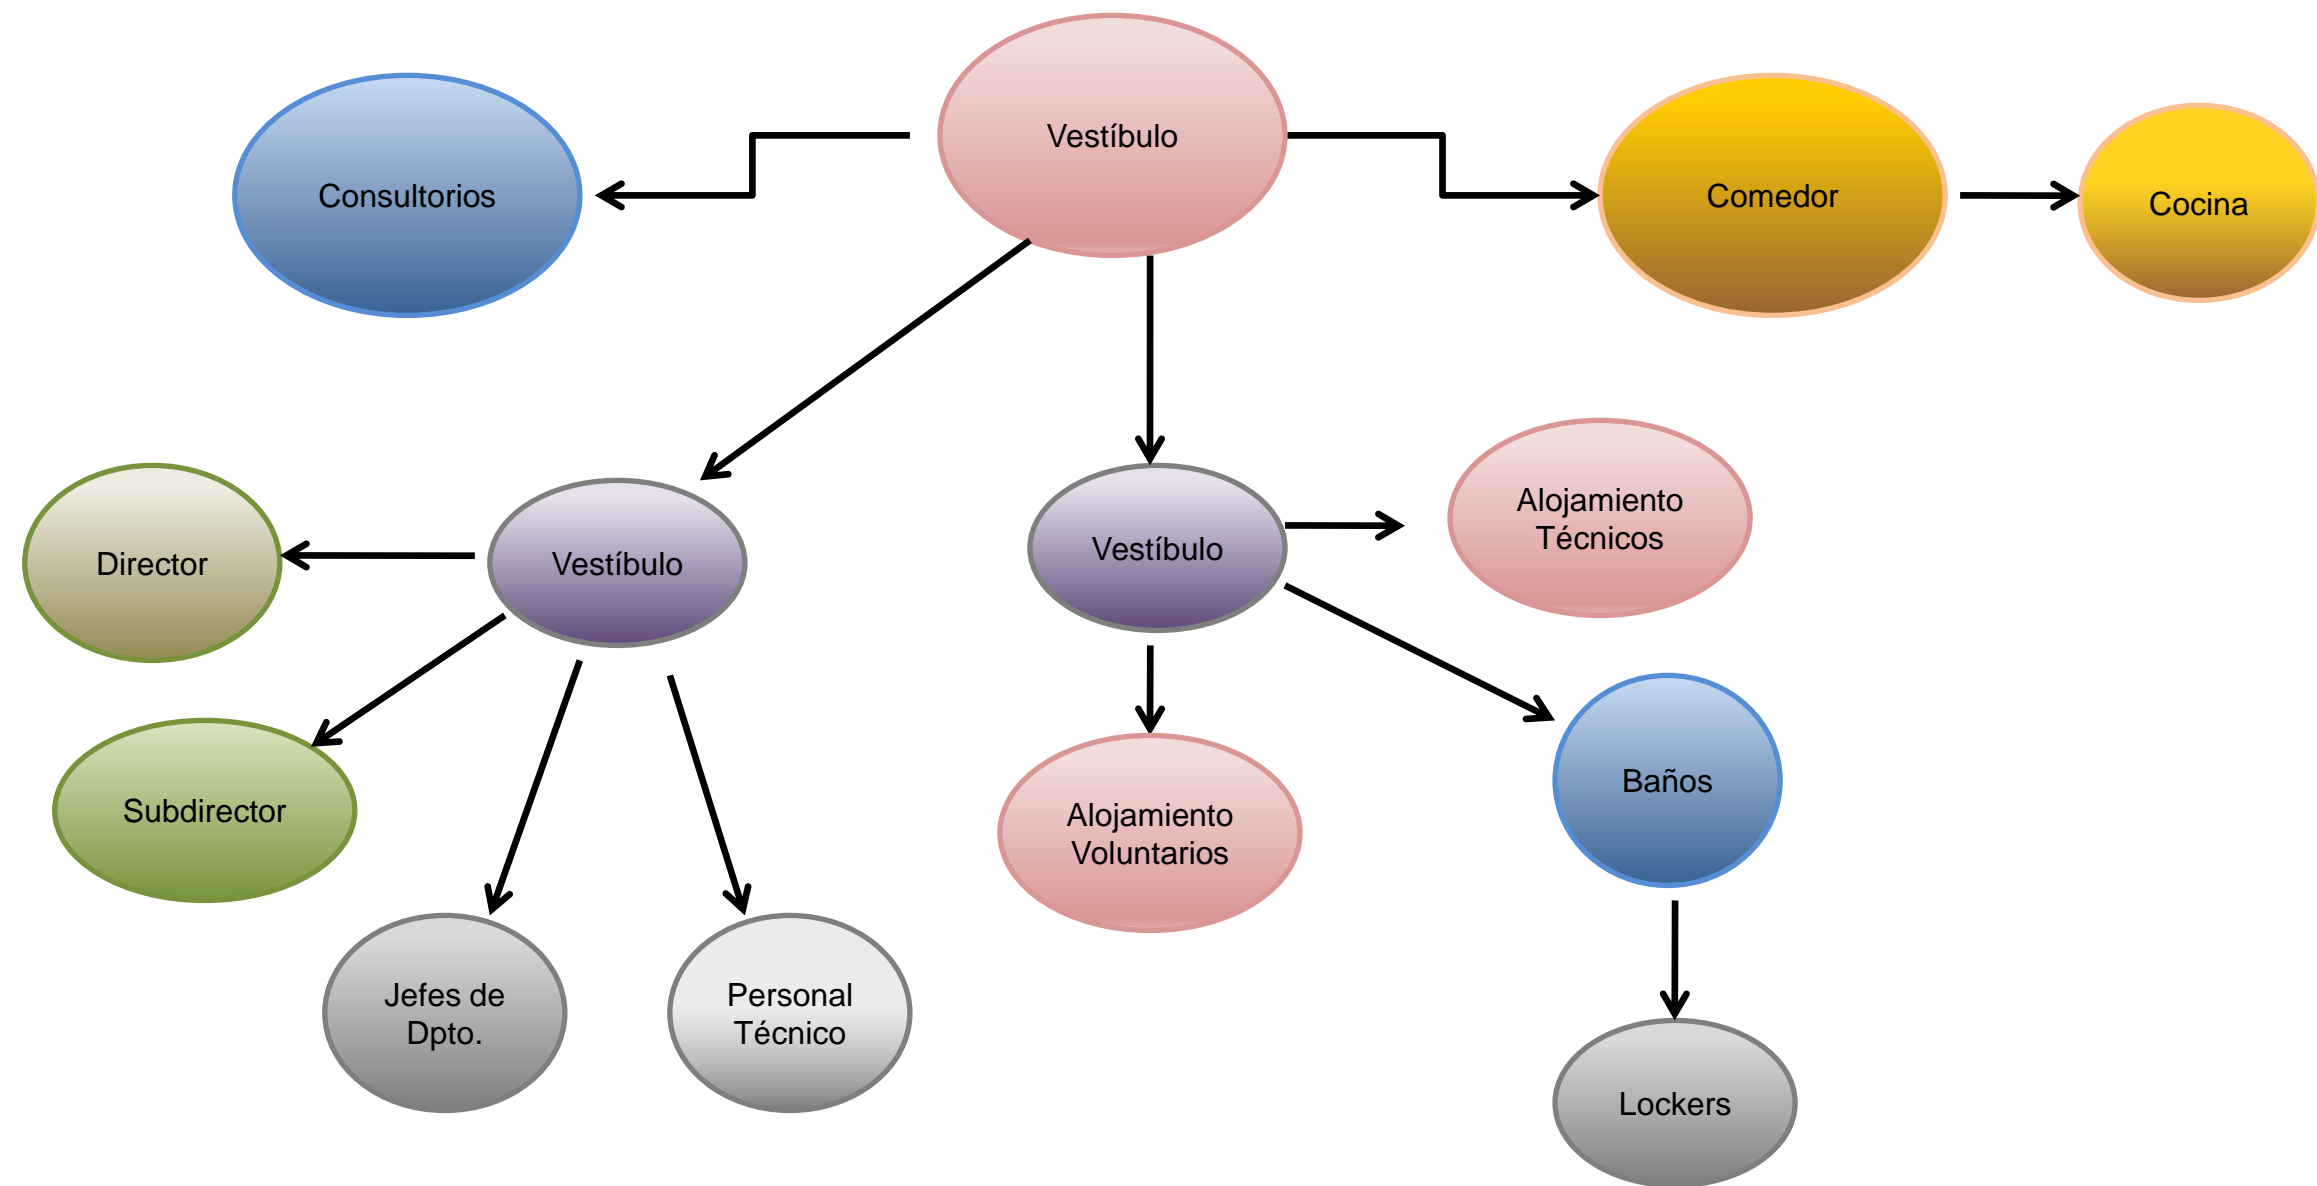 Vestíbulo
Consultorios
Comedor
Cocina
Alojamiento
Técnicos
Director
Vestíbulo
Vestíbulo
Subdirector
Alojamiento
Voluntarios
Baños
Jefes de
Dpto.
Personal
Técnico
Lockers